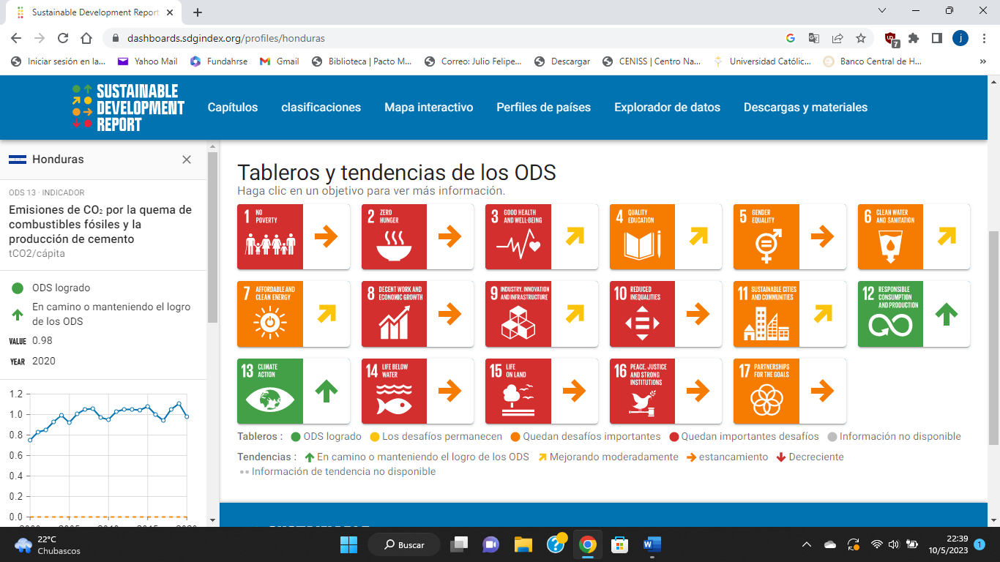 Sustainable Development Report
dashboards.sdgindex.org/profiles/honduras
7
j
Iniciar sesión en la...
Yahoo Mail
Fundahrse
Gmail
Biblioteca | Pacto M...
Correo: Julio Felipe...
Descargar
CENISS | Centro Na...
Universidad Católic...
Banco Central de H...
»
SUSTAINABLE
DEVELOPMENT
REPORT
Capítulos
clasificaciones
Mapa interactivo
Perfiles de países
Explorador de datos
Descargas y materiales
Honduras
ODS 13 · INDICADOR
Emisiones de CO₂ por la quema de
combustibles fósiles y la
producción de cemento
tCO2/cápita
ODS logrado
En camino o manteniendo el logro
de los ODS
VALUE 0.98
YEAR 2020
1.2
1.0
0.8
0.6
0.4
0.2
0.0
2000 2005 2010 2015 2020
Tableros y tendencias de los ODS
Haga clic en un objetivo para ver más información.
1 NO
POVERTY
2 ZERO
HUNGER
3 GOOD HEALTH
AND WELL-BEING
4 QUALITY
EDUCATION
5 GENDER
EQUALITY
6 CLEAN WATER
AND SANITATION
7 AFFORDABLE AND
CLEAN ENERGY
8 DECENT WORK AND
ECONOMIC GROWTH
9 INDUSTRY, INNOVATION
AND INFRASTRUCTURE
10 REDUCED
INEQUALITIES
11 SUSTAINABLE CITIES
AND COMMUNITIES
12 RESPONSIBLE
CONSUMPTION
AND PRODUCTION
13 CLIMATE
ACTION
14 LIFE BELOW
WATER
15 LIFE
ON LAND
16 PEACE, JUSTICE
AND STRONG
INSTITUTIONS
17 PARTNERSHIPS
FOR THE GOALS
Tableros : ODS logrado Los desafíos permanecen Quedan desafíos importantes Quedan importantes desafíos Información no disponible
Tendencias : En camino o manteniendo el logro de los ODS Mejorando moderadamente estancamiento Decreciente
Información de tendencia no disponible
SUSTAINABLE
22°C
Chubascos
Buscar
22:39
10/5/2023
1